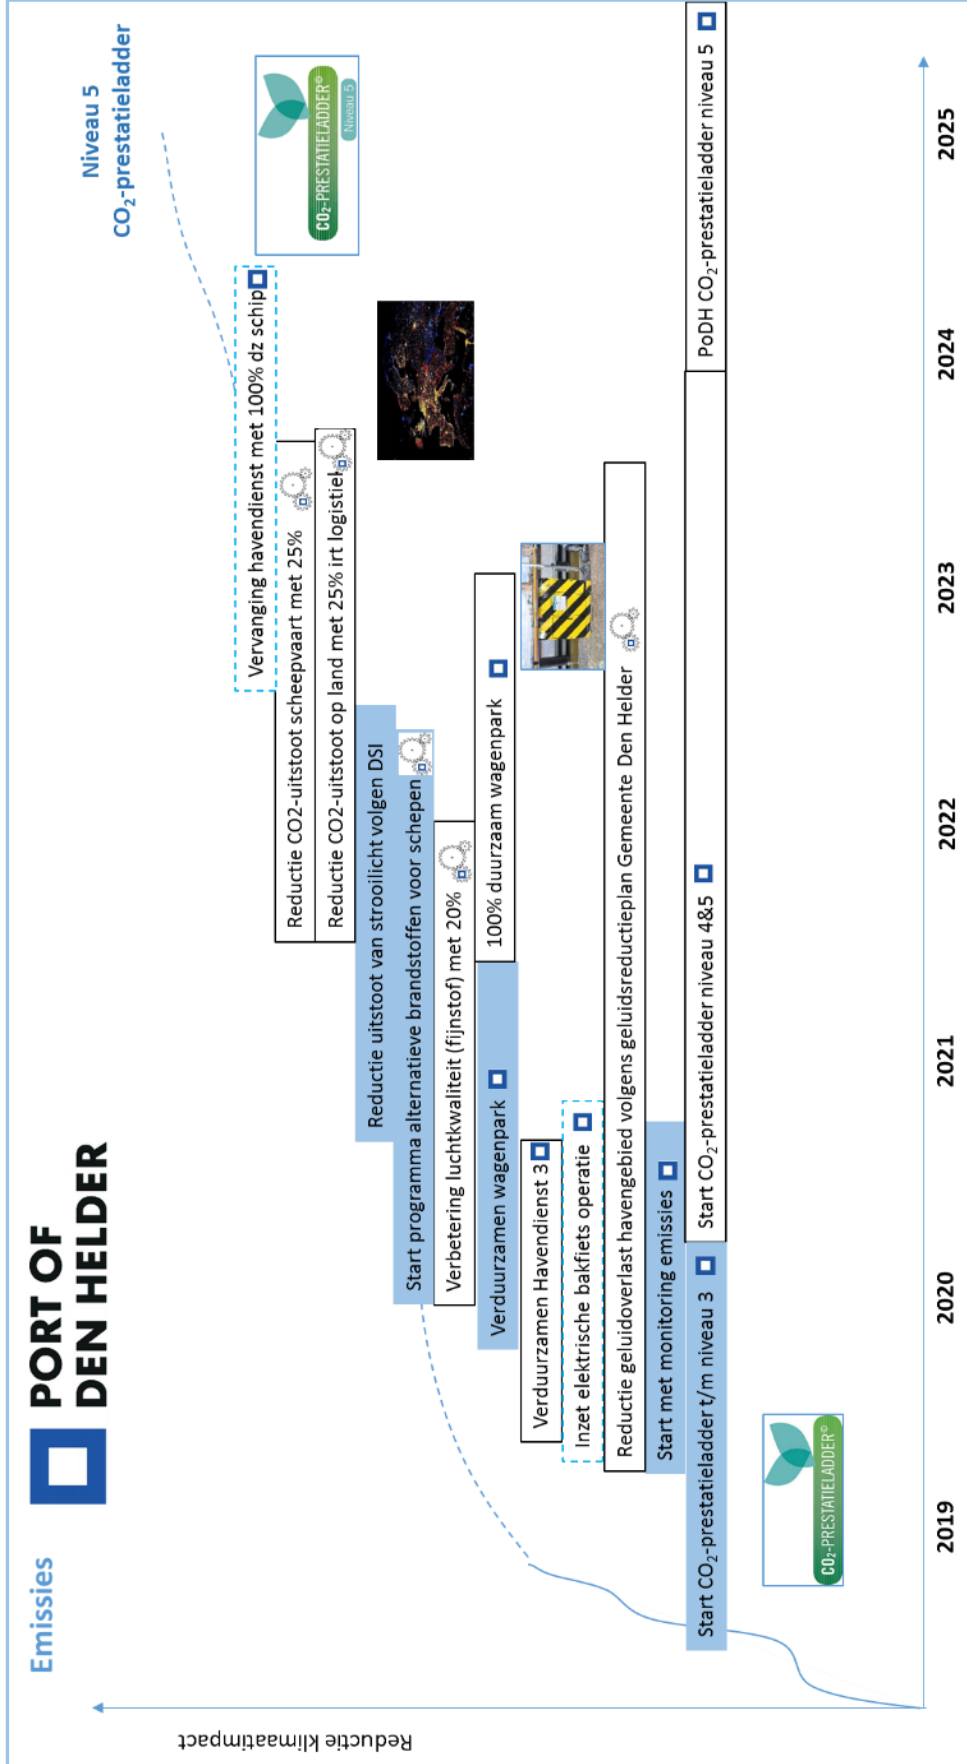 Emissies
PORT OF
DEN HELDER
Niveau 5
CO₂-prestatieladder
CO₂-PRESTATIELADDER®
Niveau 5
Reductie klimaatimpact
Vervanging havendienst met 100% dz schip
Reductie CO2-uitstoot scheepvaart met 25%
Reductie CO2-uitstoot op land met 25% irt logistiek
Reductie uitstoot van strooilicht volgen DSI
Start programma alternatieve brandstoffen voor schepen
Verbetering luchtkwaliteit (fijnstof) met 20%
Verduurzamen wagenpark
100% duurzaam wagenpark
Verduurzamen Havendienst 3
Inzet elektrische bakfiets operatie
Reductie geluidoverlast havengebied volgens geluidsreductieplan Gemeente Den Helder
Start met monitoring emissies
Start CO₂-prestatieladder t/m niveau 3
Start CO₂-prestatieladder niveau 4&5
PoDH CO₂-prestatieladder niveau 5
CO₂-PRESTATIELADDER®
2019
2020
2021
2022
2023
2024
2025